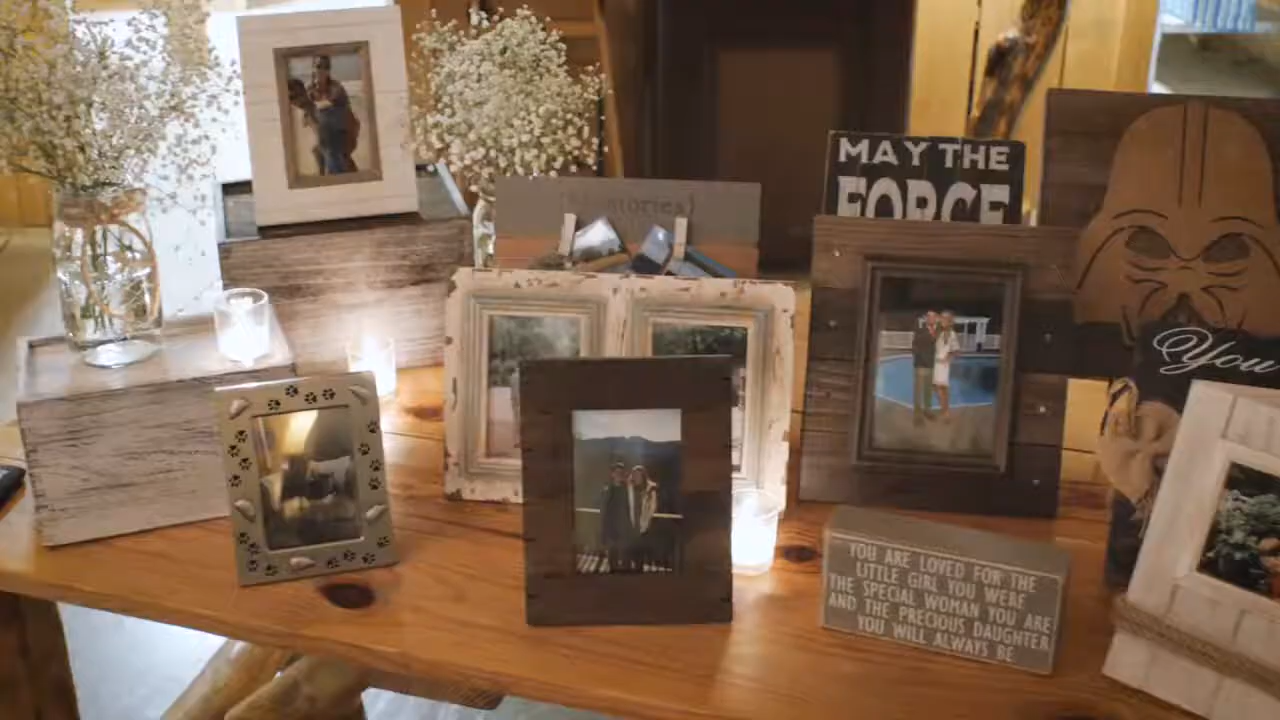 memories
MAY THE
FORCE
You
YOU ARE LOVED FOR THE
LITTLE GIRL YOU WERE
THE SPECIAL WOMAN YOU ARE
AND THE PRECIOUS DAUGHTER
YOU WILL ALWAYS BE